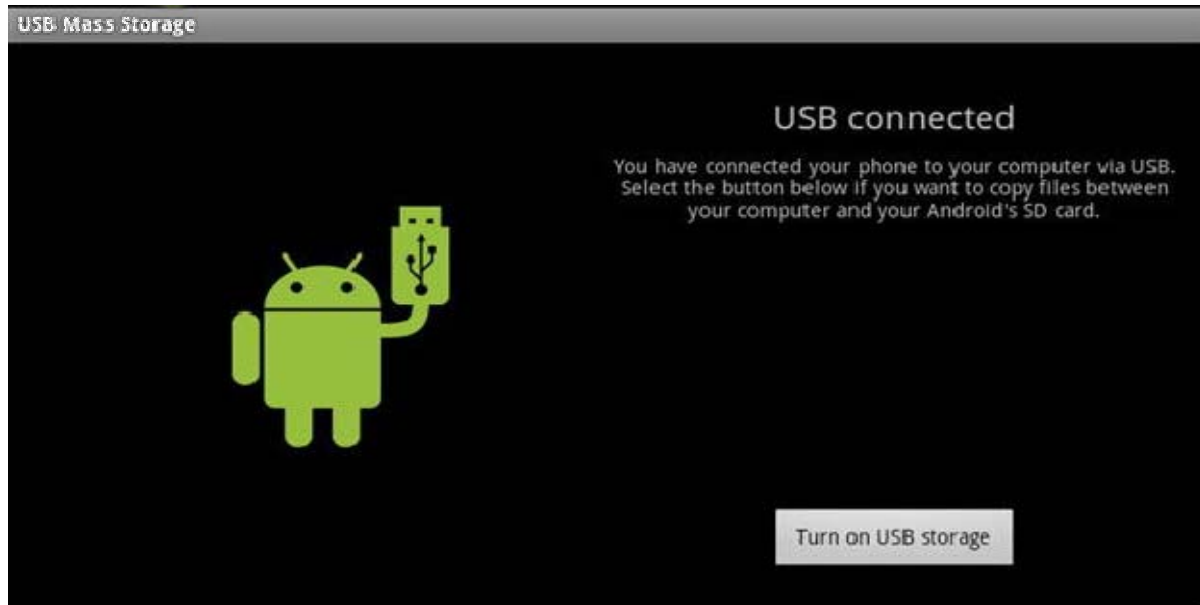 USB Mass Storage
USB connected
You have connected your phone to your computer via USB.
Select the button below if you want to copy files between
your computer and your Android's SD card.
Turn on USB storage